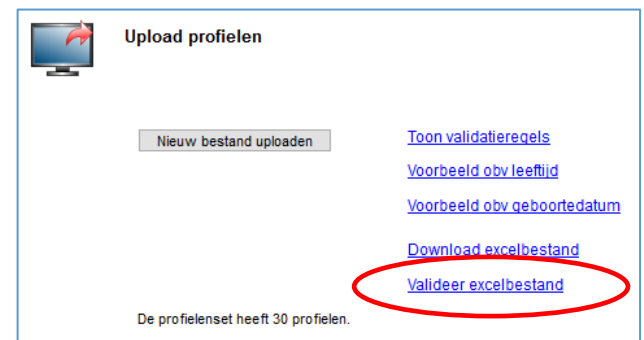 Upload profielen
Nieuw bestand uploaden
Toon validatieregels
Voorbeeld obv leeftijd
Voorbeeld obv geboortedatum
Download excelbestand
Valideer excelbestand
De profielenset heeft 30 profielen.